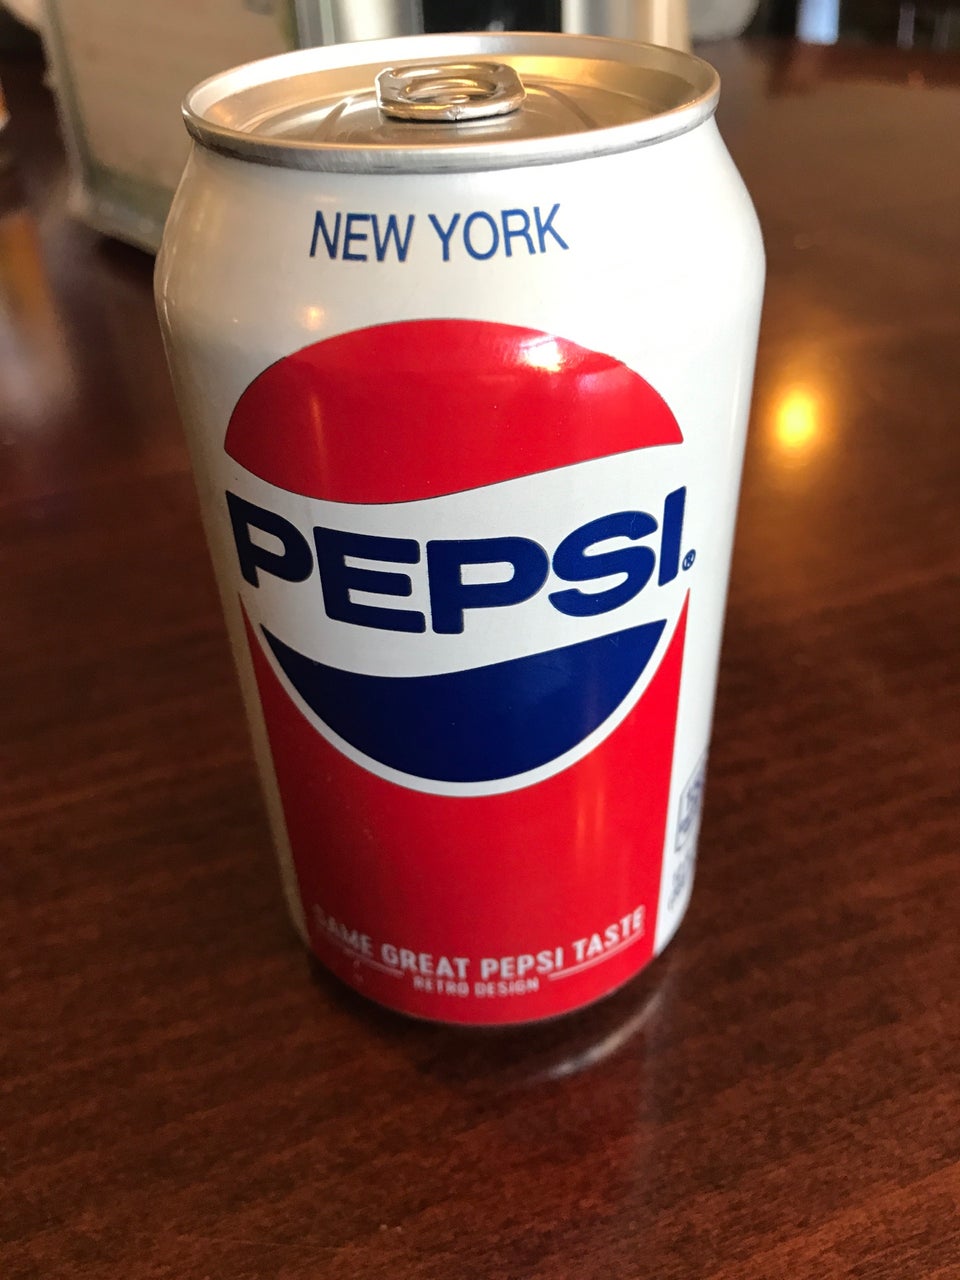 NEW YORK
PEPSI®
SAME GREAT PEPSI TASTE
RETRO DESIGN